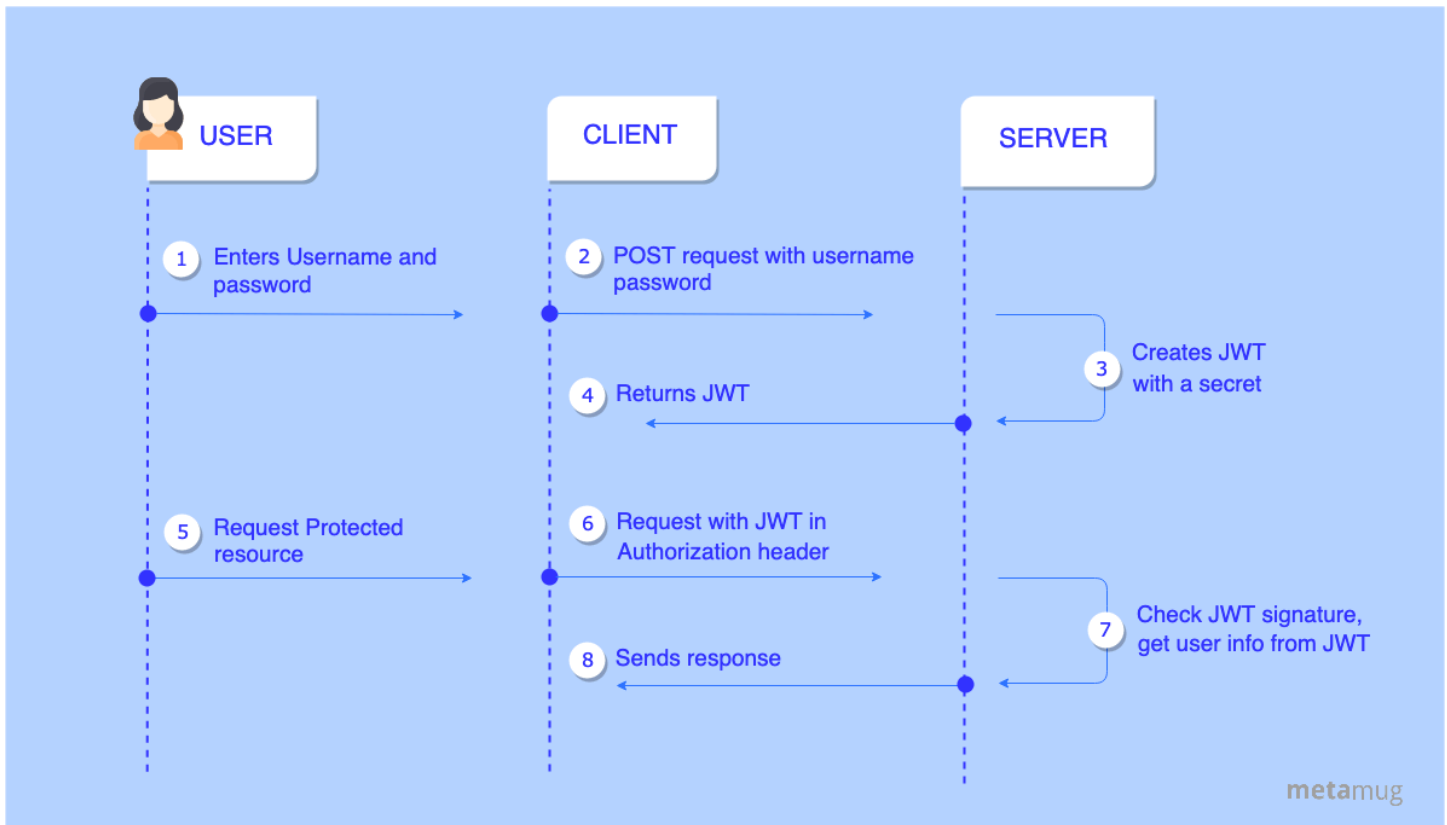 USER
CLIENT
SERVER
1
Enters Username and
password
2
POST request with username
password
3
Creates JWT
with a secret
4
Returns JWT
5
Request Protected
resource
6
Request with JWT in
Authorization header
7
Check JWT signature,
get user info from JWT
8
Sends response
metamug